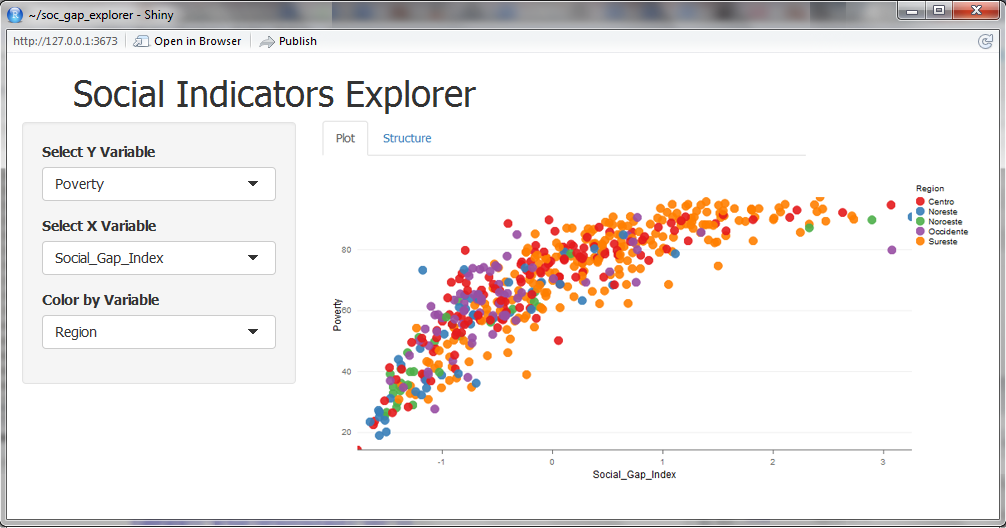 ~/soc_gap_explorer - Shiny
http://127.0.0.1:3673 Open in Browser Publish
Social Indicators Explorer
Select Y Variable
Poverty
Select X Variable
Social_Gap_Index
Color by Variable
Region
Plot Structure
Region
Centro
Noreste
Noroeste
Occidente
Sureste
Poverty
80
60
40
20
-1 0 1 2 3
Social_Gap_Index